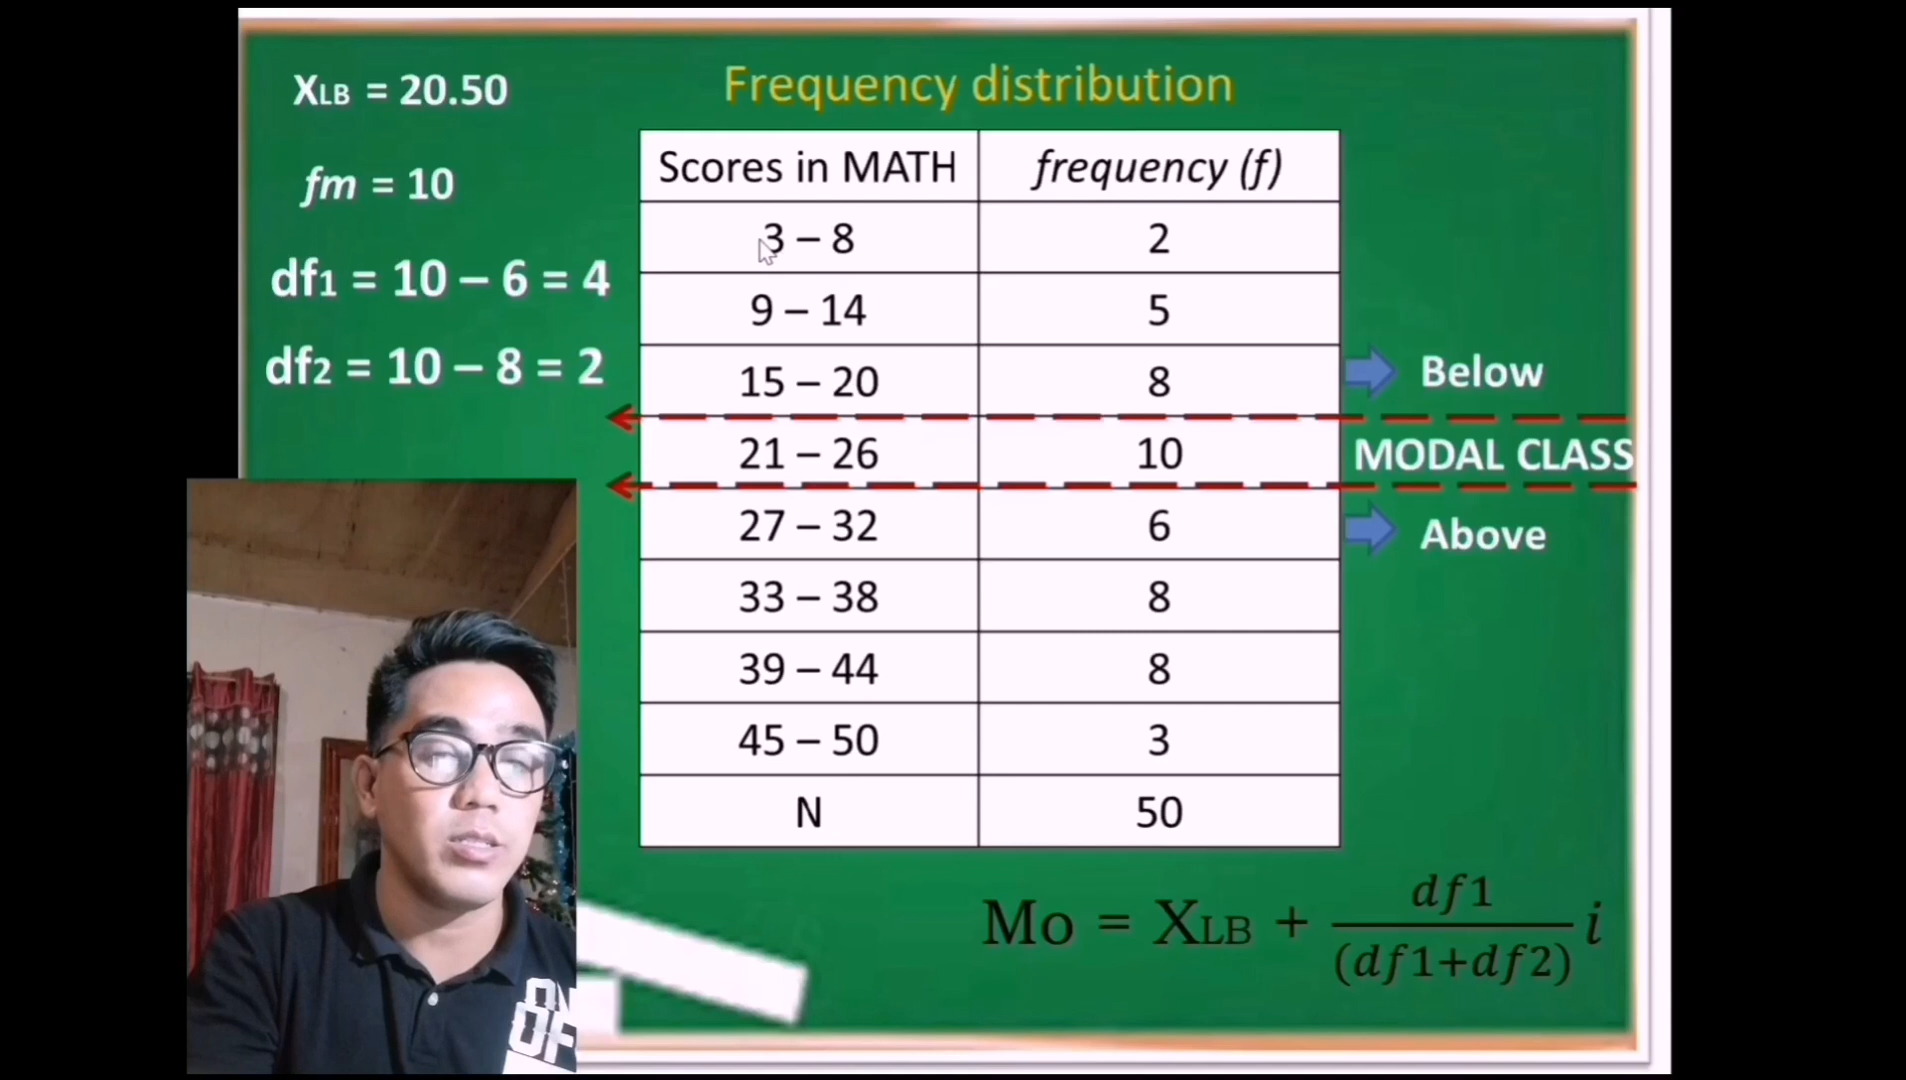 XLB = 20.50
fm = 10
df1 = 10 – 6 = 4
df2 = 10 – 8 = 2
Frequency distribution
Scores in MATH frequency (f)
3 – 8 2
9 – 14 5
15 – 20 8 Below
21 – 26 10 MODAL CLASS
27 – 32 6 Above
33 – 38 8
39 – 44 8
45 – 50 3
N 50
Mo = XLB + df1/(df1+df2) i